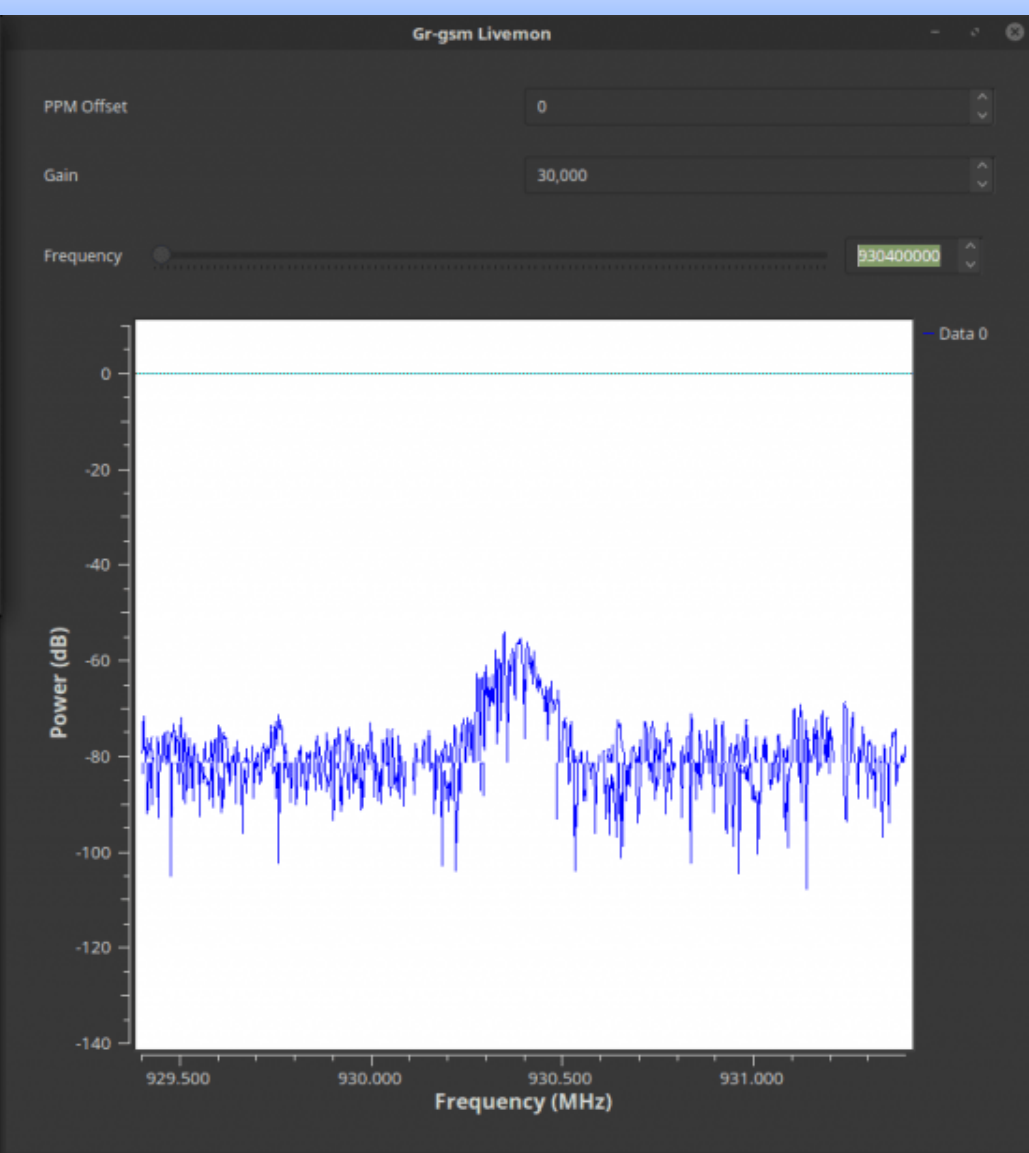 Gr-gsm Livemon
PPM Offset 0
Gain 30,000
Frequency 930400000
Data 0
0
-20
-40
-60
-80
-100
-120
-140
Power (dB)
929.500 930.000 930.500 931.000
Frequency (MHz)